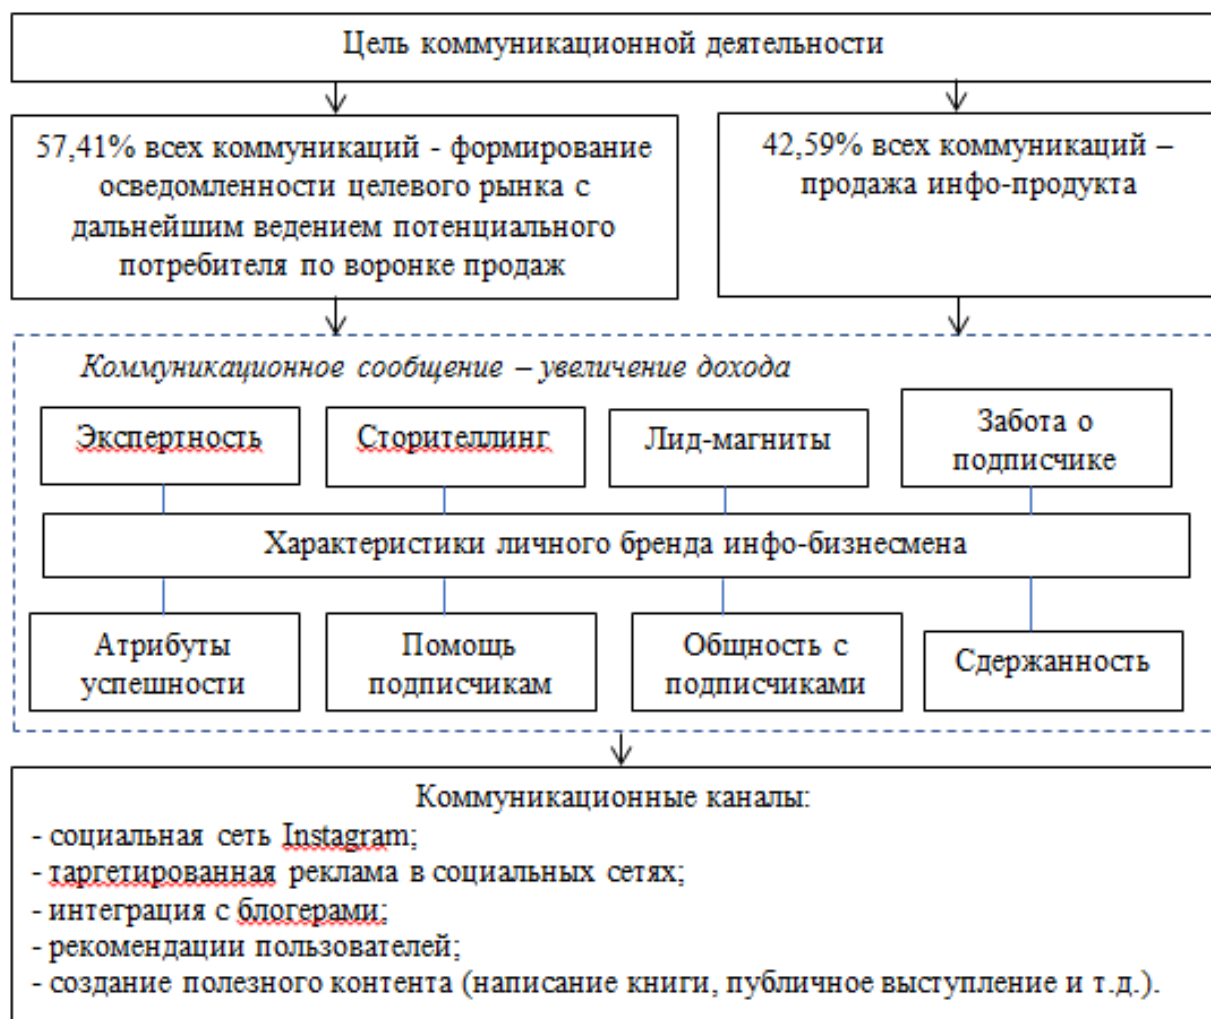 Цель коммуникационной деятельности
57,41% всех коммуникаций - формирование
осведомленности целевого рынка с
дальнейшим ведением потенциального
потребителя по воронке продаж
42,59% всех коммуникаций –
продажа инфо-продукта
Коммуникационное сообщение – увеличение дохода
Экспертность
Сторителлинг
Лид-магниты
Забота о
подписчике
Характеристики личного бренда инфо-бизнесмена
Атрибуты
успешности
Помощь
подписчикам
Общность с
подписчиками
Сдержанность
Коммуникационные каналы:
- социальная сеть Instagram;
- таргетированная реклама в социальных сетях;
- интеграция с блогерами;
- рекомендации пользователей;
- создание полезного контента (написание книги, публичное выступление и т.д.).